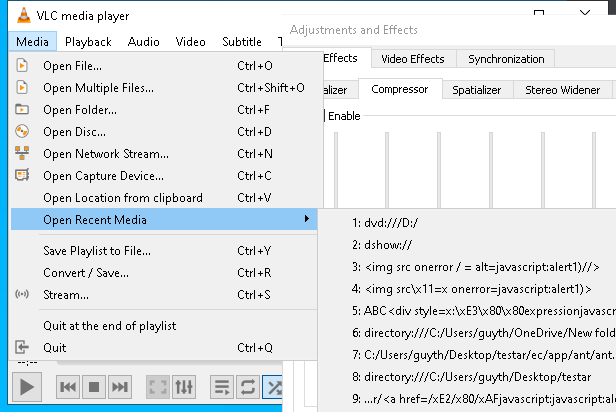 VLC media player
Adjustments and Effects
Media Playback Audio Video Subtitle T
Effects Video Effects Synchronization
alizer Compressor Spatializer Stereo Widener
Enable
Open File... Ctrl+O
Open Multiple Files... Ctrl+Shift+O
Open Folder... Ctrl+F
Open Disc... Ctrl+D
Open Network Stream... Ctrl+N
Open Capture Device... Ctrl+C
Open Location from clipboard Ctrl+V
Open Recent Media
Save Playlist to File... Ctrl+Y
Convert / Save... Ctrl+R
Stream... Ctrl+S
Quit at the end of playlist
Quit Ctrl+Q
1: dvd:///D:/
2: dshow://
3: <img src onerror / = alt=javascript:alert1)//>
4: <img src\x11=x onerror=javascript:alert1)>
5: ABC<div style=x:\xE3\x80\x80expressionjavasc
6: directory:///C:/Users/guyth/OneDrive/New fold
7: C:/Users/guyth/Desktop/testar/ec/app/ant/ant.
8: directory:///C:/Users/guyth/Desktop/testar
9: ...r/<a href=/xE2/x80/xAFjavascript:javascript:ale
--:--